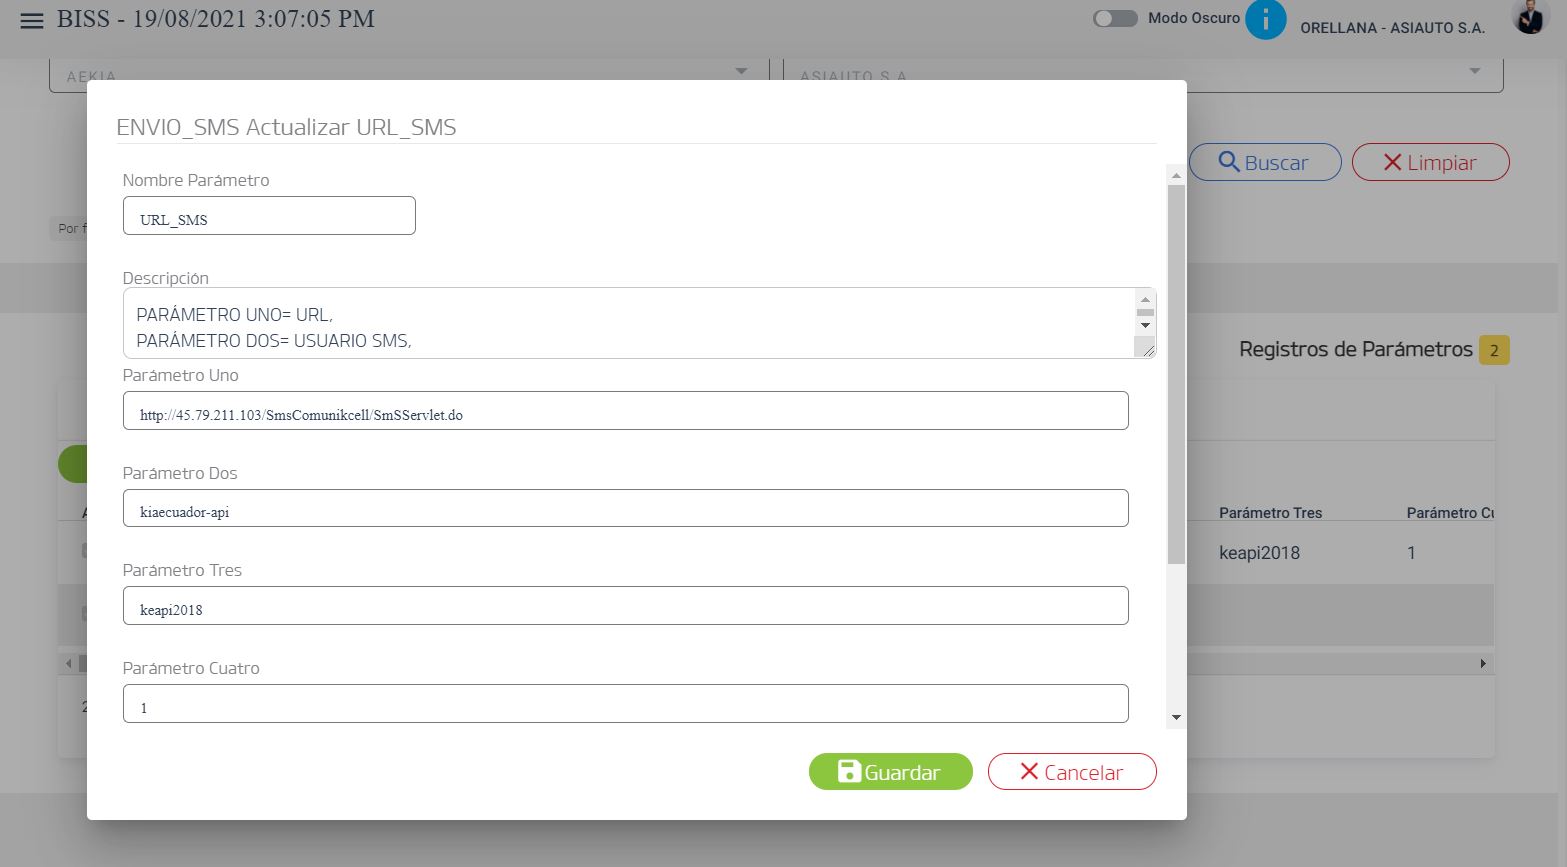 BISS - 19/08/2021 3:07:05 PM
Modo Oscuro
i
ORELLANA - ASIAUTO S.A.
AEKIA
ASIAUTO S.A.
ENVIO_SMS Actualizar URL_SMS
Buscar
Limpiar
Nombre Parámetro
URL_SMS
Por f
Descripción
PARÁMETRO UNO= URL,
PARÁMETRO DOS= USUARIO SMS,
Registros de Parámetros 2
Parámetro Uno
http://45.79.211.103/SmsComunikcell/SmSServlet.do
Parámetro Dos
kiaecuador-api
Parámetro Tres
Parámetro Cu
keapi2018
1
Parámetro Tres
keapi2018
Parámetro Cuatro
1
2
Guardar
Cancelar